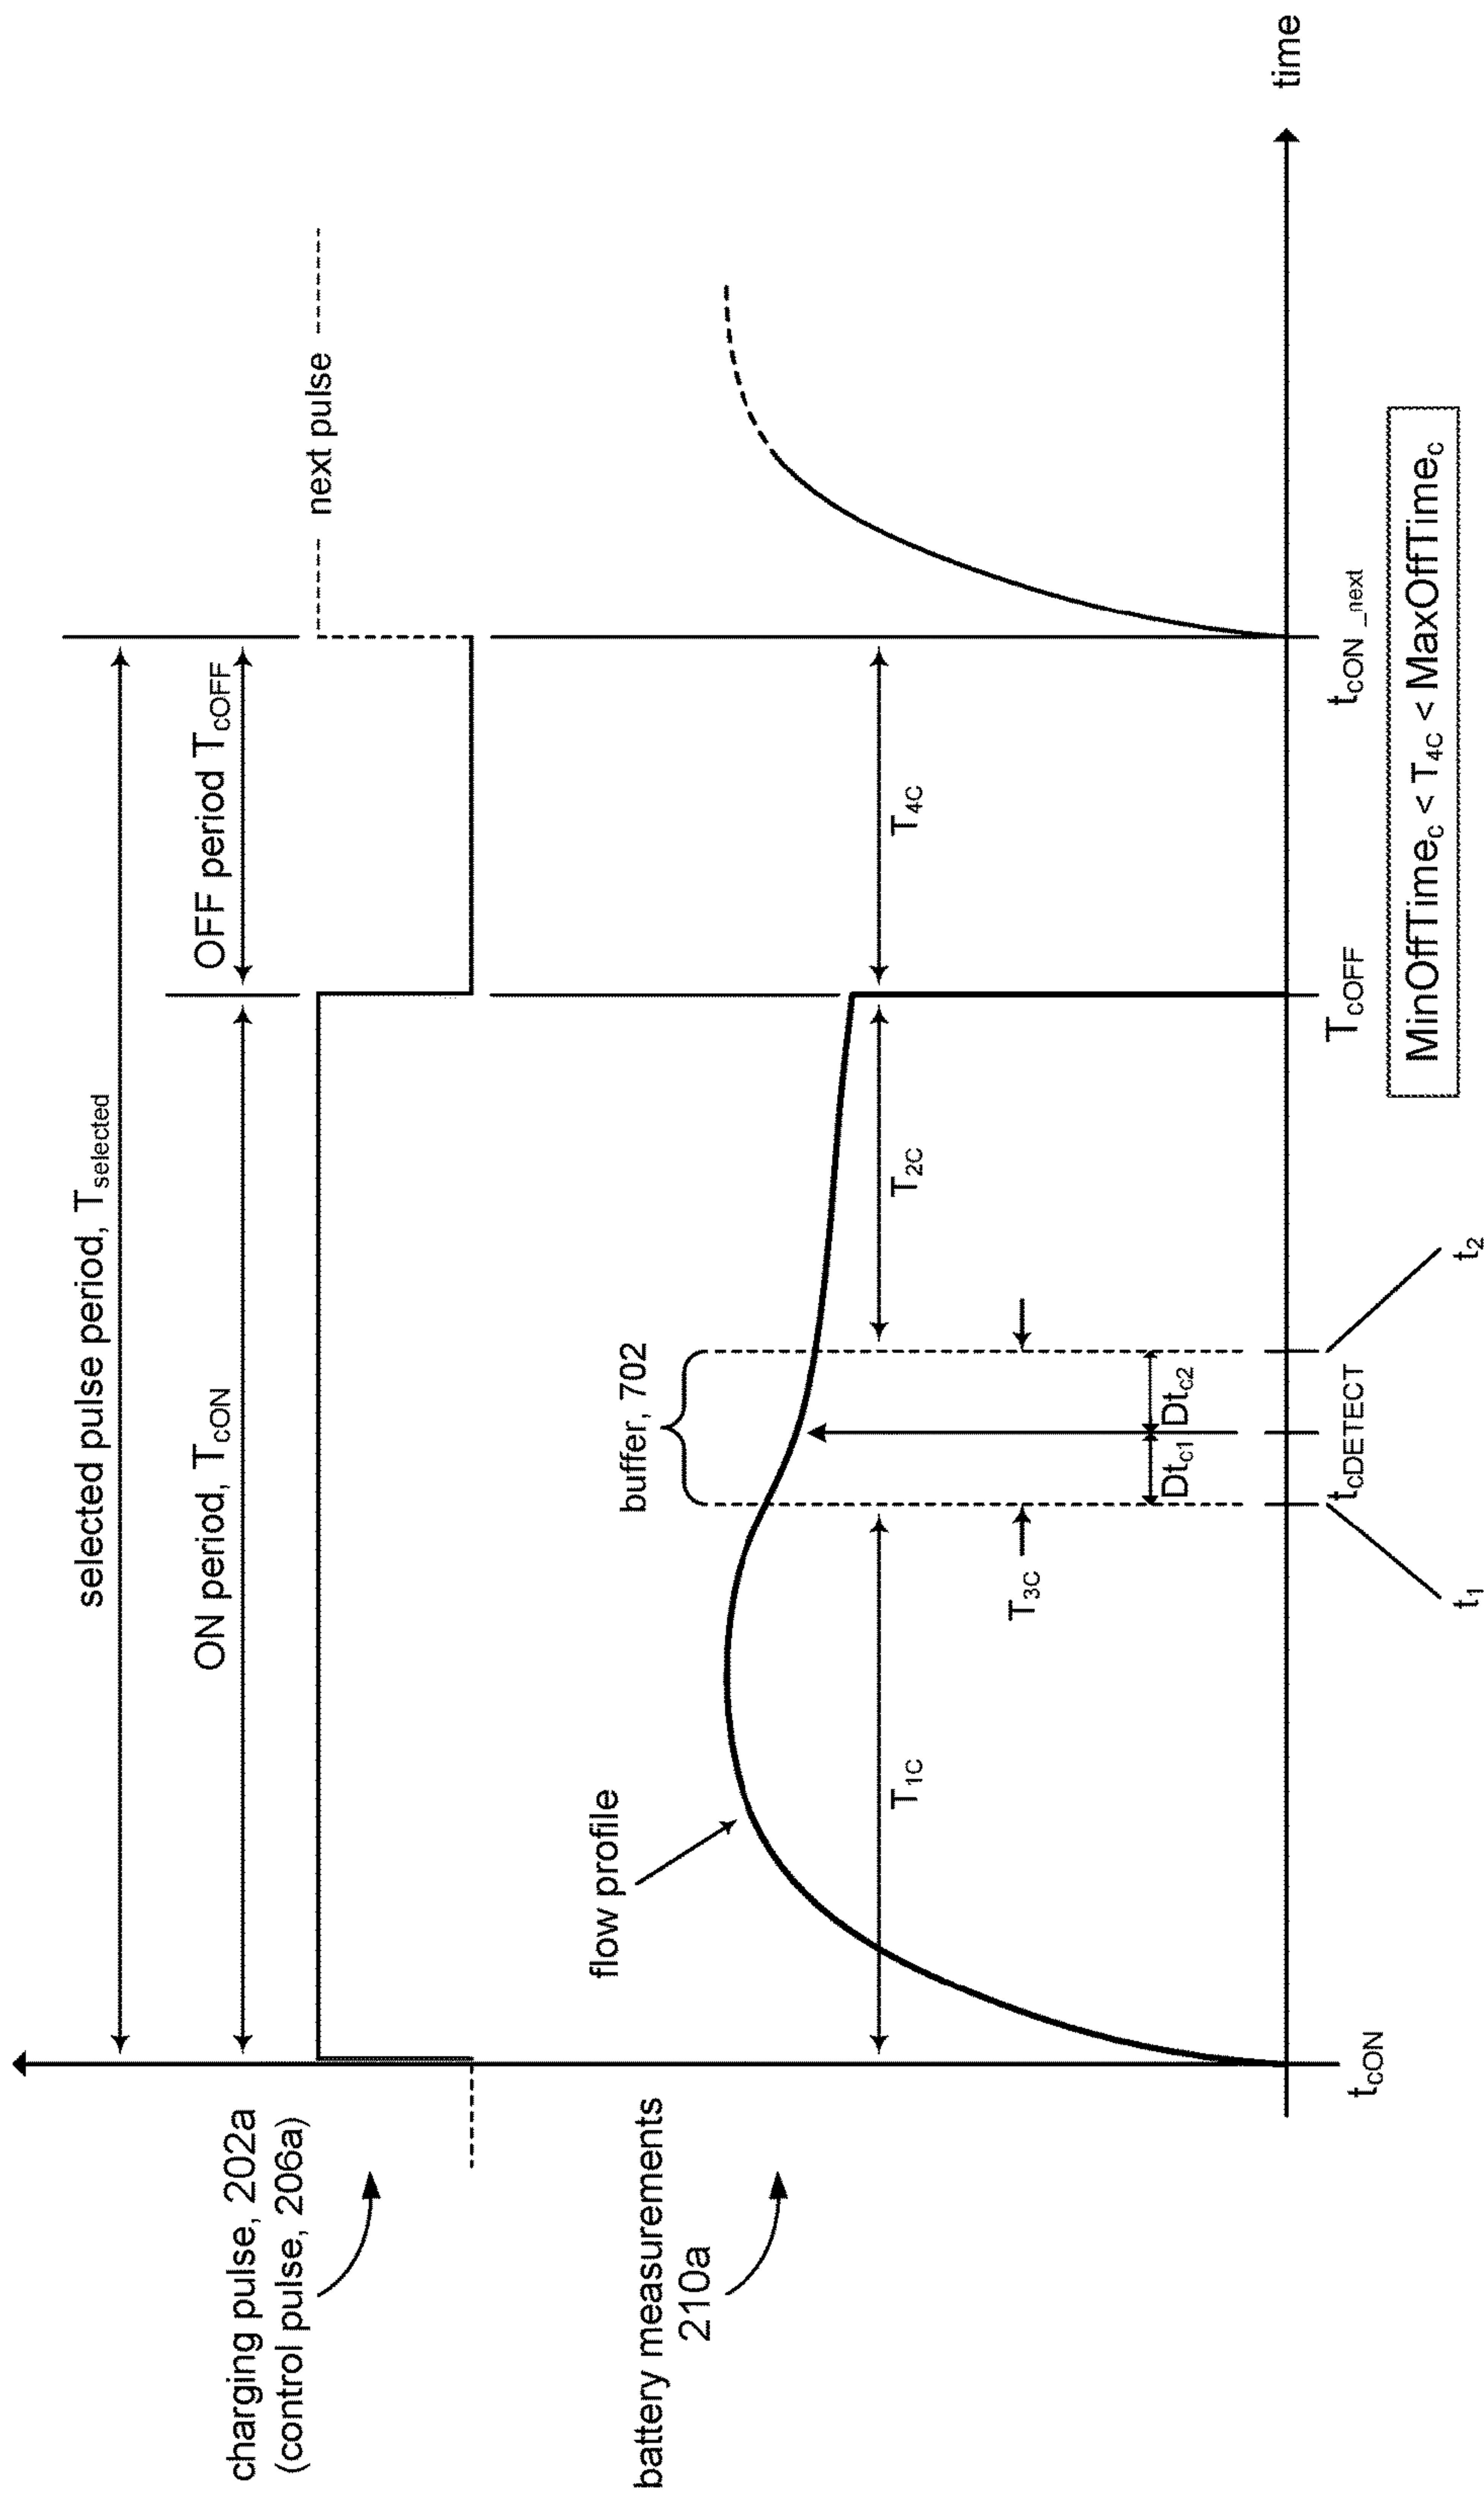 selected pulse period, Tselected
ON period, TcON
OFF period TcOFF
charging pulse, 202a
(control pulse, 206a)
next pulse
battery measurements
210a
flow profile
buffer, 702
T1C
T2C
T4C
T3C
Dtc1
Dtc2
time
tcON
tcDETECT
TcOFF
tcON_next
t1
t2
MinOffTimec < T4C < MaxOffTimec